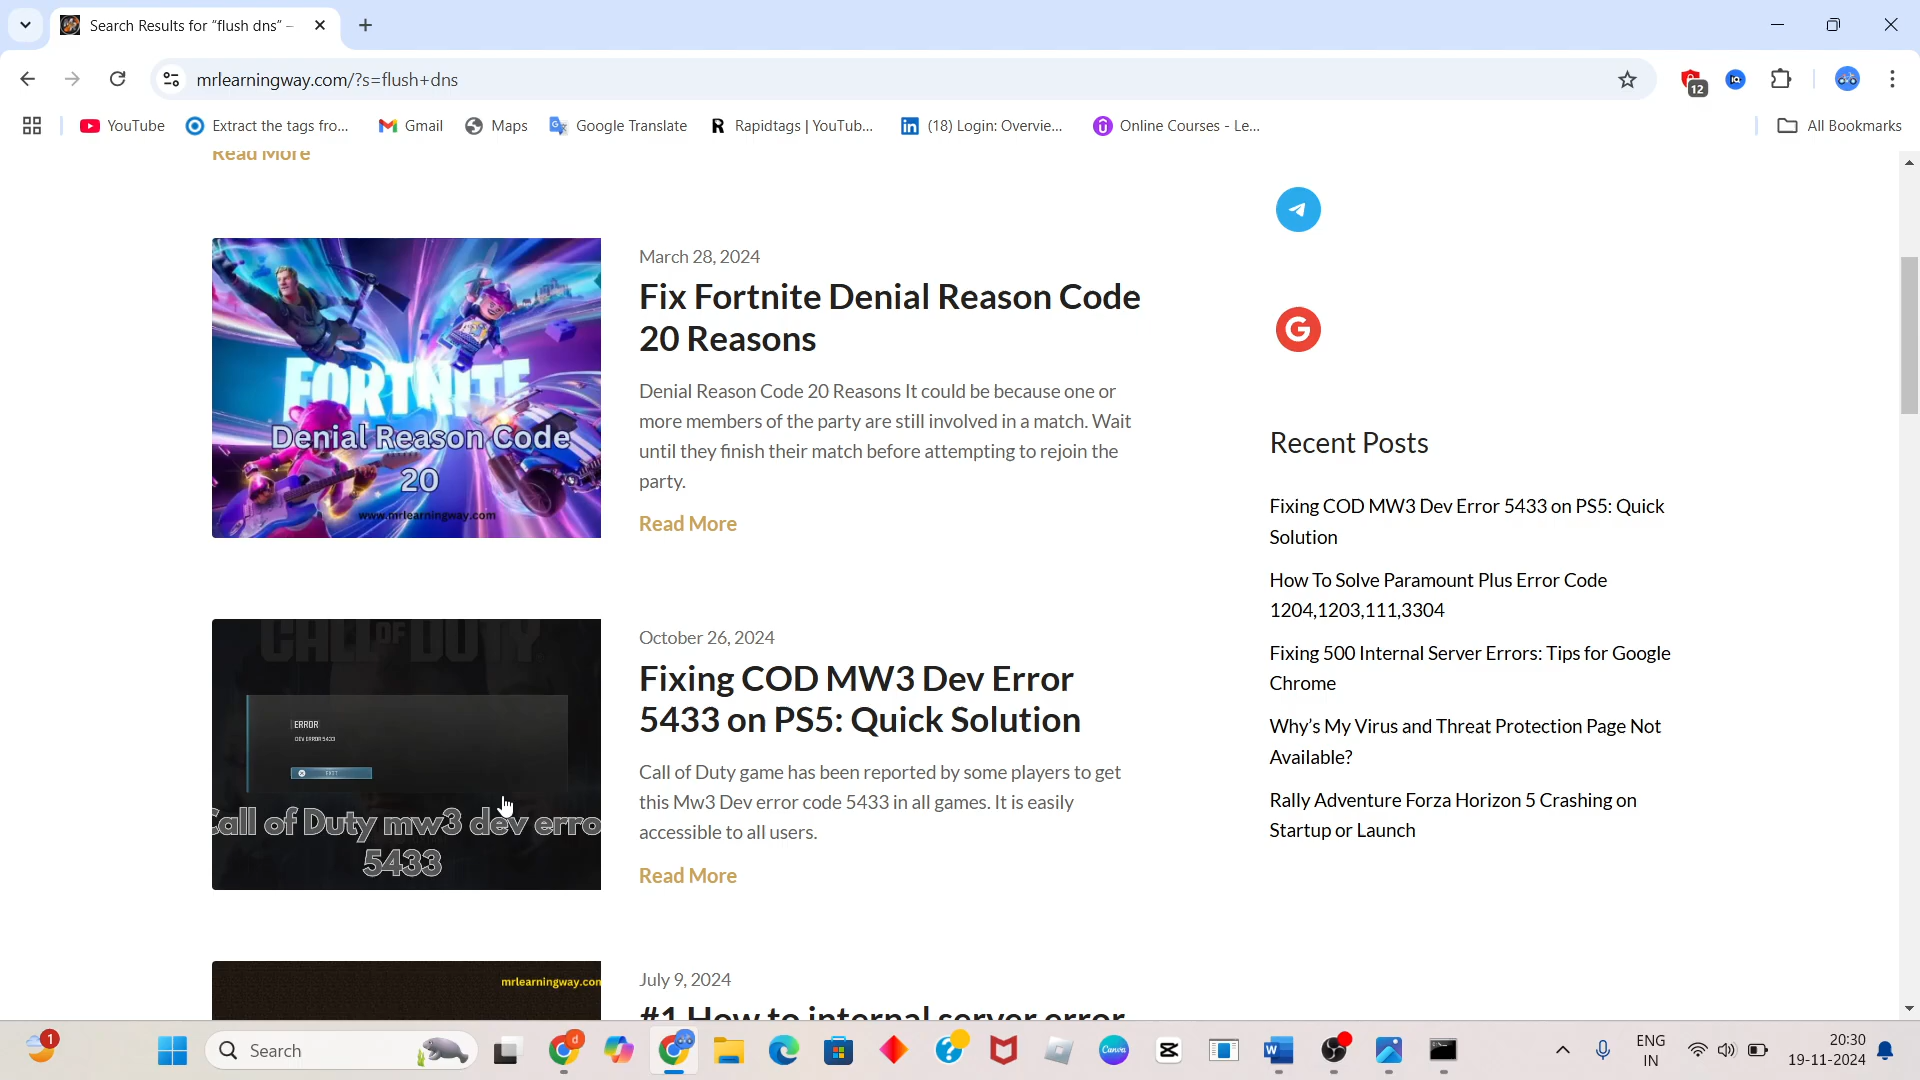 Search Results for “flush dns” –
mrlearningway.com/?s=flush+dns
12
YouTube
Extract the tags fro...
Gmail
Maps
Google Translate
Rapidtags | YouTub...
(18) Login: Overvie...
Online Courses - Le...
All Bookmarks
Read More
FORTNITE
Denial Reason Code
20
www.mrlearningway.com
March 28, 2024
Fix Fortnite Denial Reason Code
20 Reasons
Denial Reason Code 20 Reasons It could be because one or
more members of the party are still involved in a match. Wait
until they finish their match before attempting to rejoin the
party.
Read More
CALL OF DUTY
ERROR
DEV ERROR 5433
EXIT
Call of Duty mw3 dev erro
5433
October 26, 2024
Fixing COD MW3 Dev Error
5433 on PS5: Quick Solution
Call of Duty game has been reported by some players to get
this Mw3 Dev error code 5433 in all games. It is easily
accessible to all users.
Read More
mrlearningway.com
July 9, 2024
#1 How to internal server error
Recent Posts
Fixing COD MW3 Dev Error 5433 on PS5: Quick
Solution
How To Solve Paramount Plus Error Code
1204,1203,111,3304
Fixing 500 Internal Server Errors: Tips for Google
Chrome
Why’s My Virus and Threat Protection Page Not
Available?
Rally Adventure Forza Horizon 5 Crashing on
Startup or Launch
1
Search
ENG
IN
20:30
19-11-2024